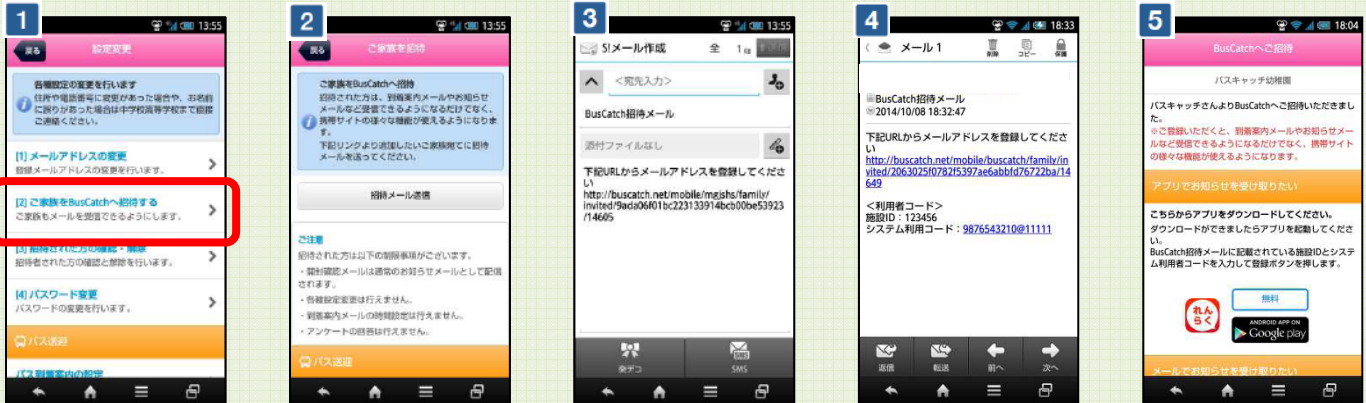 1
13:55
戻る
設定変更
各種設定の変更を行います
住所や電話番号に変更があった場合や、お名前
に誤りがあった場合は中学校高等学校まで直接
ご連絡ください。
[1] メールアドレスの変更
登録メールアドレスの変更を行います。
[2] ご家族をBusCatchへ招待する
ご家族もメールを受信できるようにします。
[3] 招待された方の確認・解除
招待者された方の確認と解除を行います。
[4] パスワード変更
パスワードの変更を行います。
バス送迎
バス到着案内の設定
2
13:55
戻る
ご家族を招待
ご家族をBusCatchへ招待
招待された方は、到着案内メールやお知らせ
メールなど受信できるようになるだけでなく、
携帯サイトの様々な機能が使えるようになりま
す。
下記リンクより追加したいご家族宛てに招待
メールを送ってください。
招待メール送信
ご注意
招待された方は以下の制限事項がございます。
・開封確認メールは通常のお知らせメールとして配信
されます。
・各種設定変更は行えません。
・到着案内メールの時間設定は行えません。
・アンケートの回答は行えません。
バス送迎
3
13:55
S!メール作成
全 1
<宛先入力>
BusCatch招待メール
添付ファイルなし
下記URLからメールアドレスを登録してくださ
い
http://buscatch.net/mobile/mgjshs/family/
invited/9ada06f01bc223133914bcb00be53923
/14605
楽デコ
SMS
4
18:33
メール 1
削除
コピー
保護
BusCatch招待メール
2014/10/08 18:32:47
下記URLからメールアドレスを登録してくださ
い
http://buscatch.net/mobile/buscatch/family/in
vited/2063025f0782f5397ae6abbfd76722ba/14
649
<利用者コード>
施設ID：123456
システム利用コード：9876543210@11111
返信
転送
前へ
次へ
5
18:04
BusCatchへご招待
バスキャッチ幼稚園
バスキャッチさんよりBusCatchへご招待いただきまし
た。
※ご登録いただくと、到着案内メールやお知らせメー
ルなど受信できるようになるだけでなく、携帯サイト
の様々な機能が使えるようになります。
アプリでお知らせを受け取りたい
こちらからアプリをダウンロードしてください。
ダウンロードができましたらアプリを起動してくださ
い。
BusCatch招待メールに記載されている施設IDとシステ
ム利用者コードを入力して登録ボタンを押します。
れん
らく
無料
ANDROID APP ON
Google play
メールでお知らせを受け取りたい